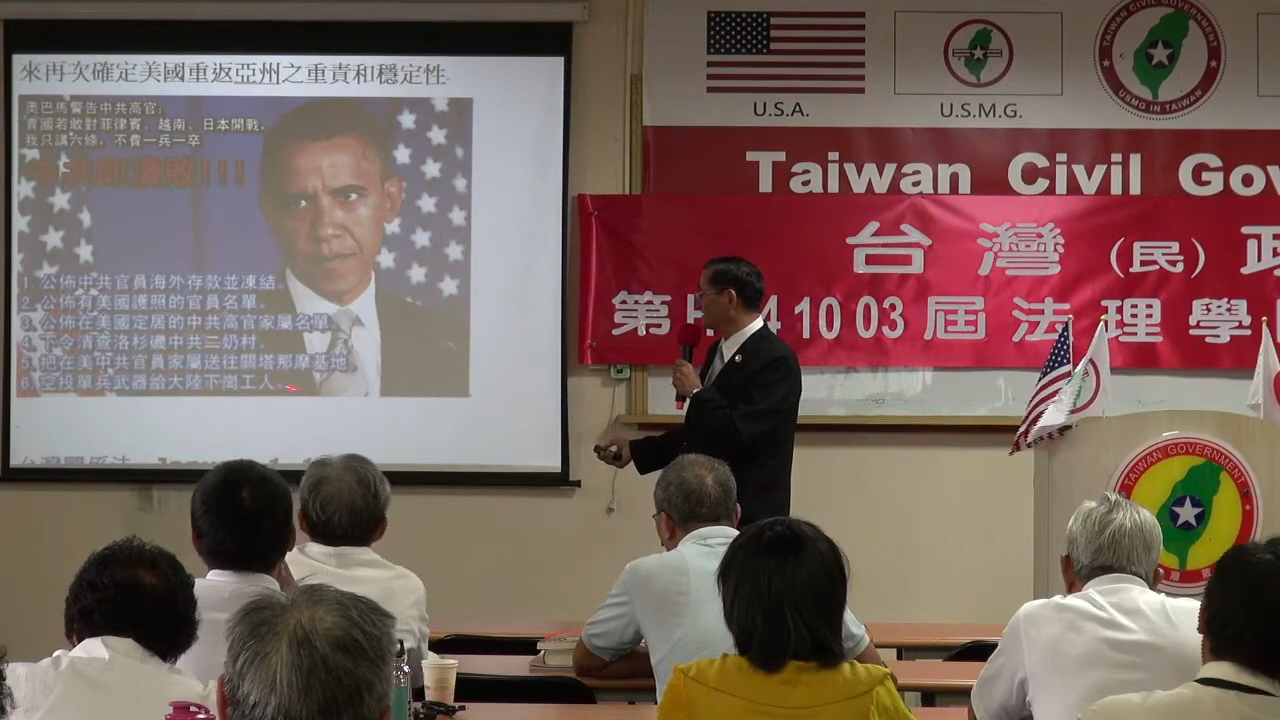 來再次確定美國重返亞洲之重責和穩定性
奧巴馬警告中共高官:
貴國若敢對菲律賓、越南、日本開戰,
我只講六條，不費一兵一卒
1. 公佈中共官員海外存款並凍結。
2. 公佈有美國護照的官員名單。
3. 公佈在美國定居的中共高官家屬名單
4. 下令清查洛杉磯中共二奶村。
5. 把在美中共官員家屬送往關塔那摩基地
6. 空投單兵武器給大陸下崗工人。
U.S.A.
U.S.M.G.
TAIWAN CIVIL GOVERNMENT
USMG IN TAIWAN
Taiwan Civil Gov
台 灣 (民) 政
第 4 10 03 屆 法 理 學
TAIWAN GOVERNMENT